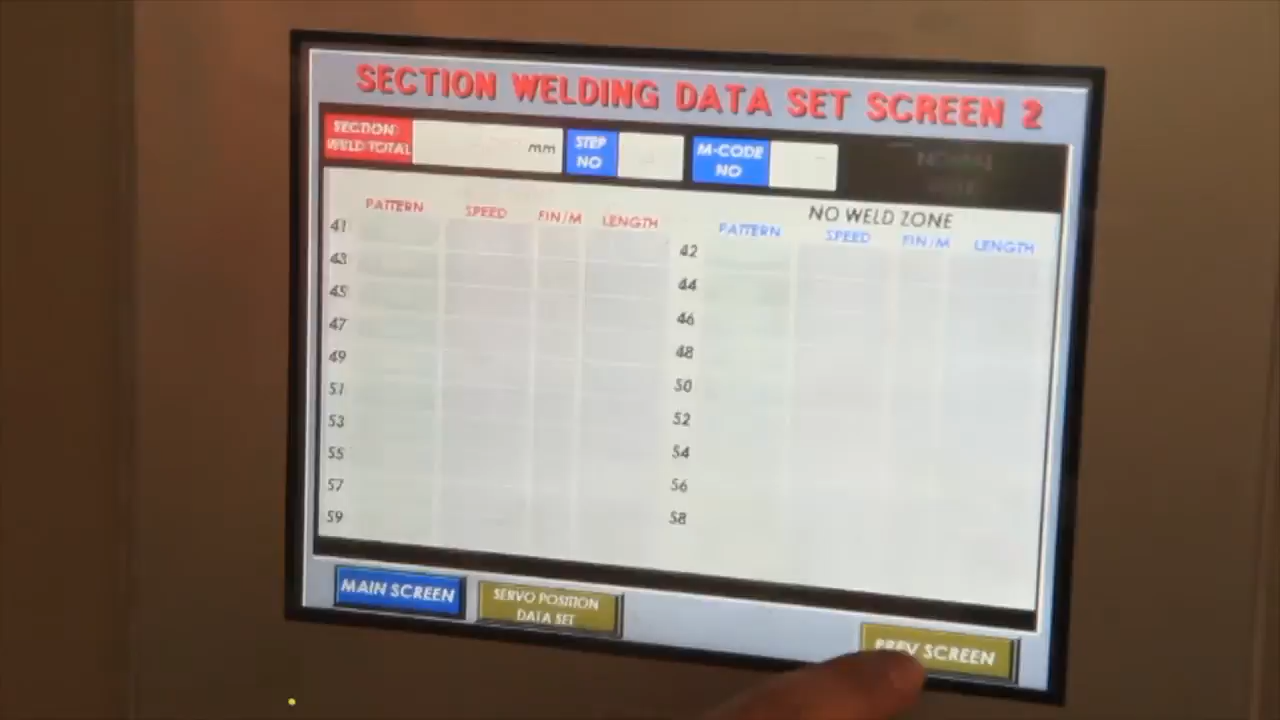 SECTION WELDING DATA SET SCREEN 2
SECTION
WELD TOTAL
mm
STEP
NO
M-CODE
NO
PATTERN SPEED FIN/M LENGTH
NO WELD ZONE
PATTERN SPEED FIN/M LENGTH
41
42
43
44
45
46
47
48
49
50
51
52
53
54
55
56
57
58
59
MAIN SCREEN
SERVO POSITION
DATA SET
PREV SCREEN